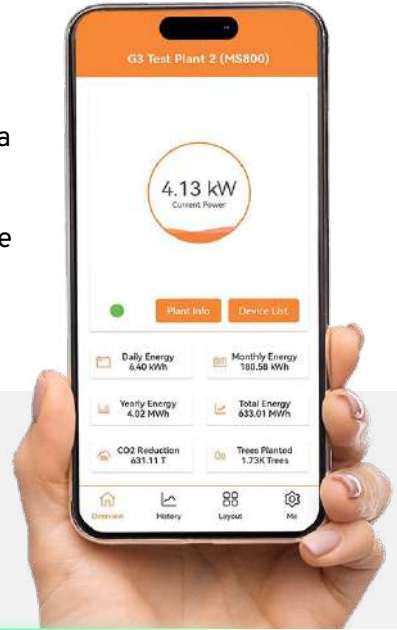 G3 Test Plant 2 (MS800)
a
e
4.13 kW
Current Power
Plant Info
Device List
Daily Energy
6.40 kWh
Monthly Energy
180.58 kWh
Yearly Energy
4.02 MWh
Total Energy
633.01 MWh
CO2 Reduction
631.11 T
Trees Planted
1.73K Trees
Overview
History
Layout
Me